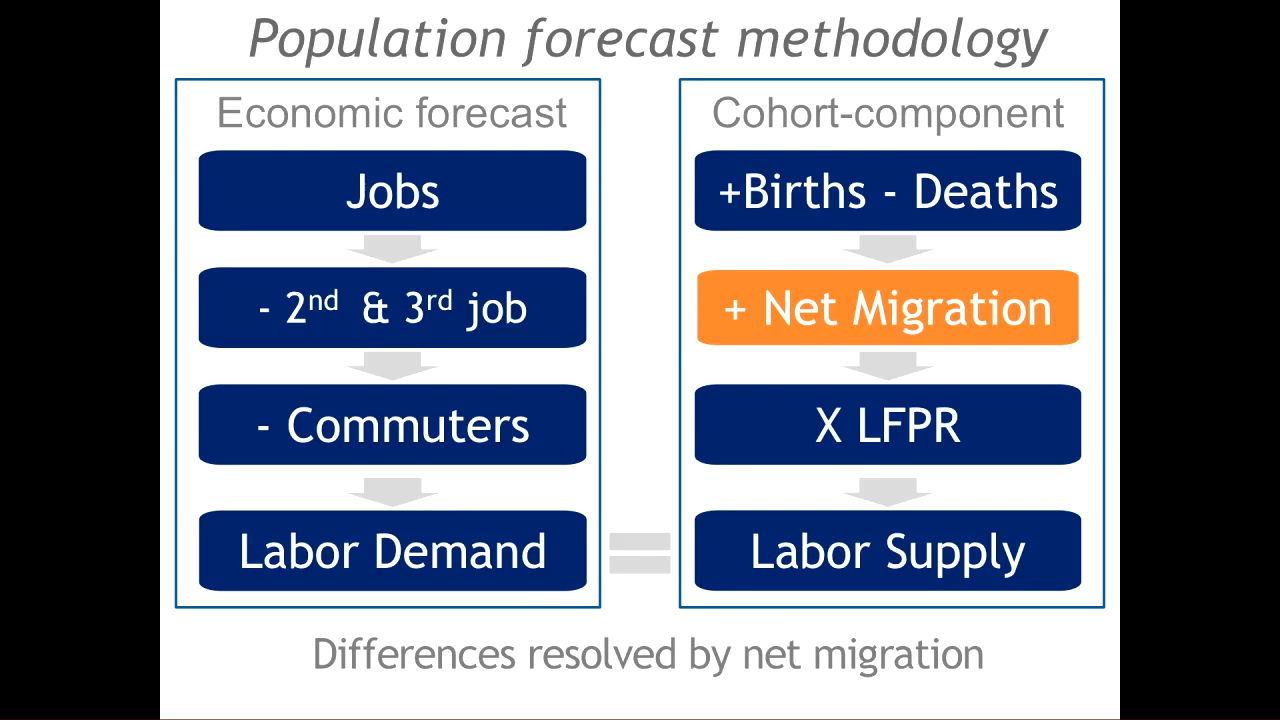 Population forecast methodology
Economic forecast
Jobs
- 2nd & 3rd job
- Commuters
Labor Demand
=
Cohort-component
+Births - Deaths
+ Net Migration
X LFPR
Labor Supply
Differences resolved by net migration